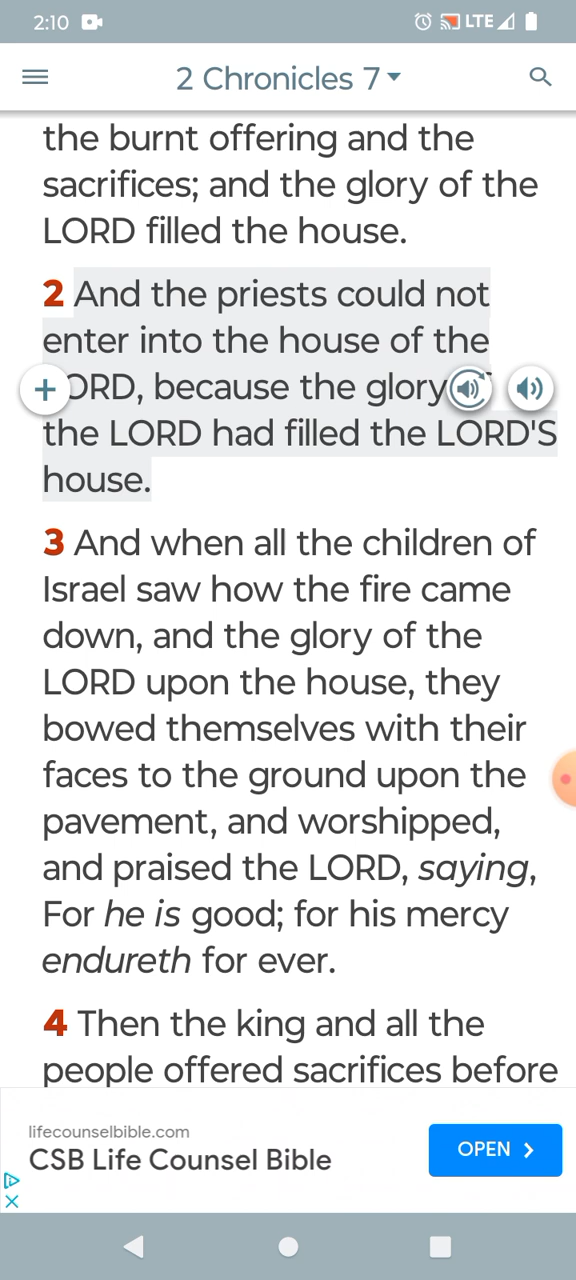 2:10
LTE
2 Chronicles 7
the burnt offering and the
sacrifices; and the glory of the
LORD filled the house.
2 And the priests could not
enter into the house of the
ORD, because the glory
the LORD had filled the LORD'S
house.
3 And when all the children of
Israel saw how the fire came
down, and the glory of the
LORD upon the house, they
bowed themselves with their
faces to the ground upon the
pavement, and worshipped,
and praised the LORD, saying,
For he is good; for his mercy
endureth for ever.
4 Then the king and all the
people offered sacrifices before
lifecounselbible.com
CSB Life Counsel Bible
OPEN